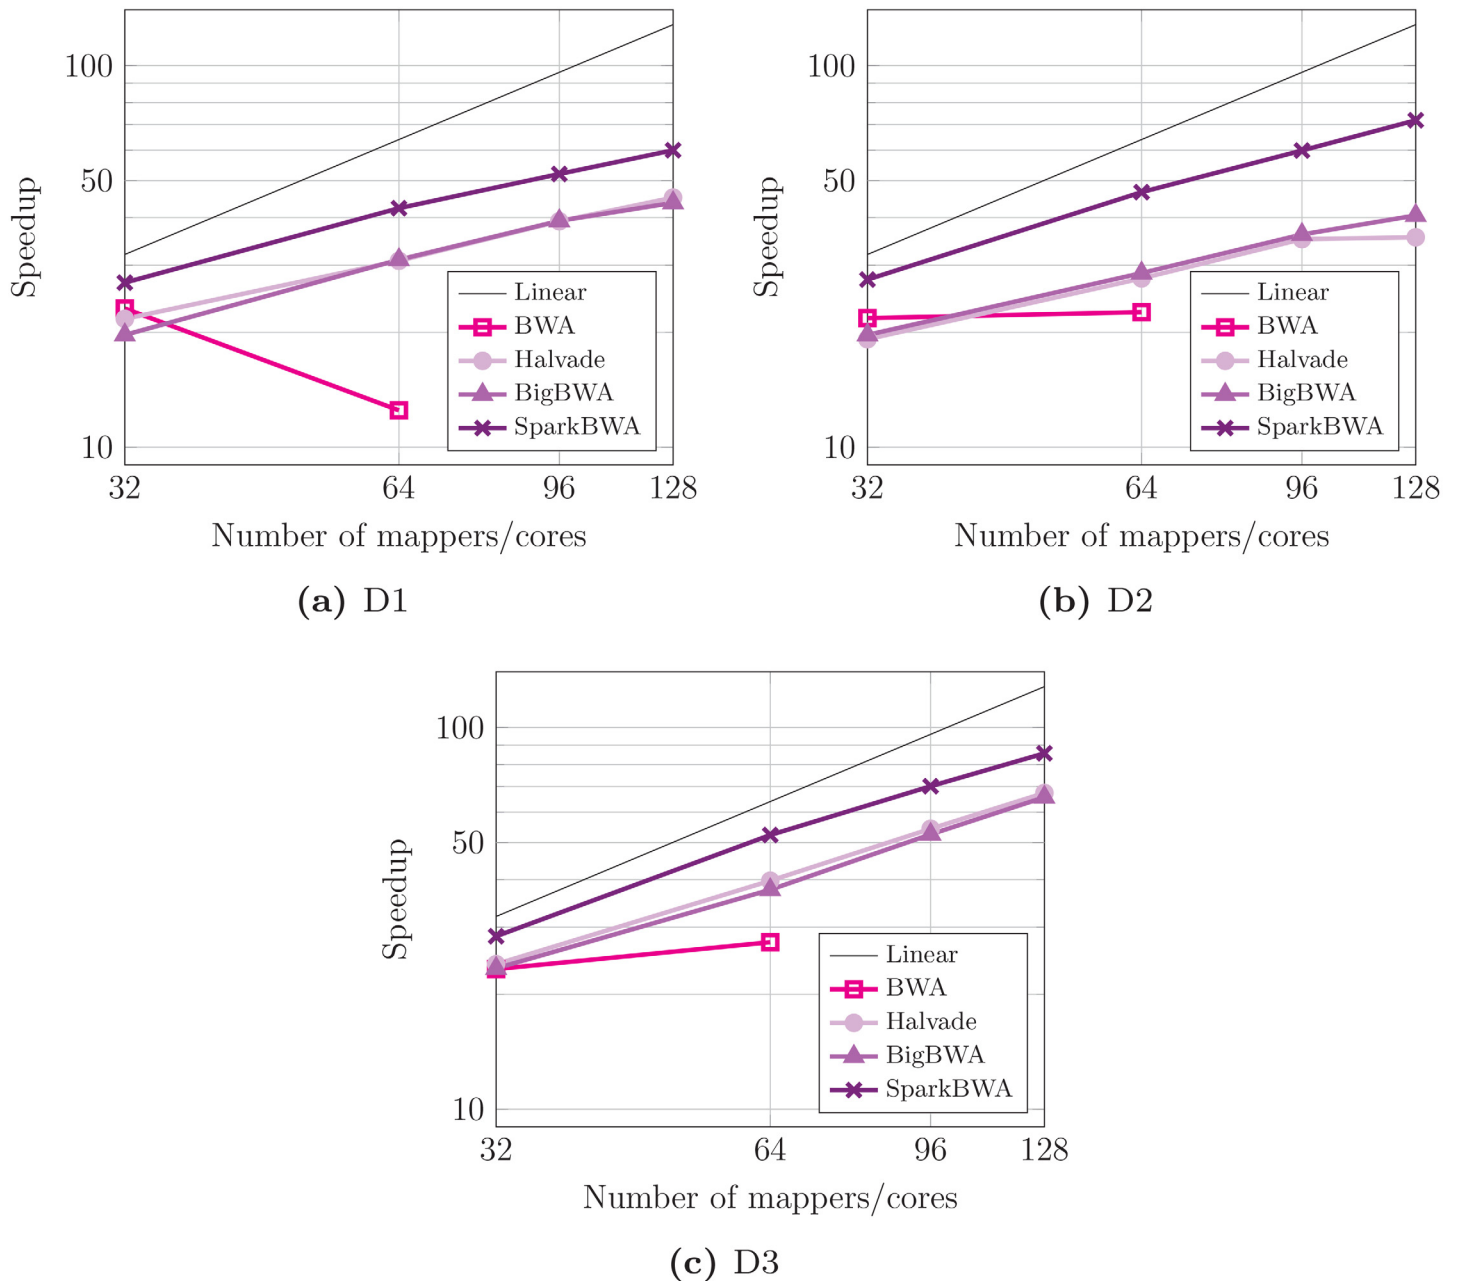 100
50
10
Speedup
Linear
BWA
Halvade
BigBWA
SparkBWA
32 64 96 128
Number of mappers/cores
(a) D1
100
50
10
Speedup
Linear
BWA
Halvade
BigBWA
SparkBWA
32 64 96 128
Number of mappers/cores
(b) D2
100
50
10
Speedup
Linear
BWA
Halvade
BigBWA
SparkBWA
32 64 96 128
Number of mappers/cores
(c) D3